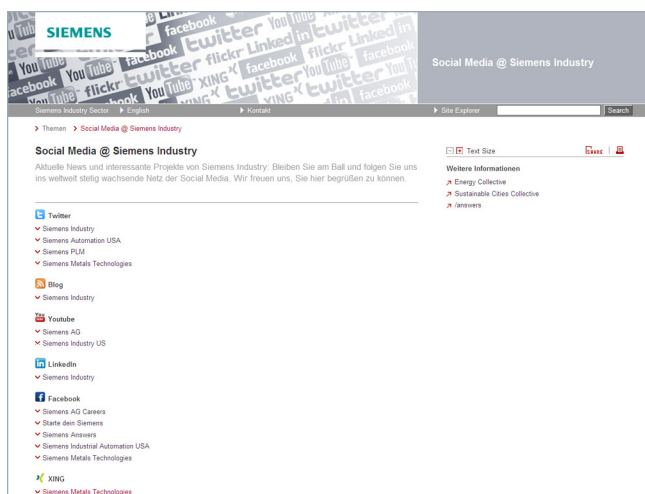 SIEMENS
Social Media @ Siemens Industry
Siemens Industry Sector English Kontakt Site Explorer Search
Themen Social Media @ Siemens Industry
Social Media @ Siemens Industry
Aktuelle News und interessante Projekte von Siemens Industry: Bleiben Sie am Ball und folgen Sie uns
ins weltweit stetig wachsende Netz der Social Media. Wir freuen uns, Sie hier begrüßen zu können.
Text Size SHARE
Weitere Informationen
Energy Collective
Sustainable Cities Collective
/answers
Twitter
Siemens Industry
Siemens Automation USA
Siemens PLM
Siemens Metals Technologies
Blog
Siemens Industry
You
Youtube
Siemens AG
Siemens Industry US
in LinkedIn
Siemens Industry
f Facebook
Siemens AG Careers
Starte dein Siemens
Siemens Answers
Siemens Industrial Automation USA
Siemens Metals Technologies
XING
Siemens Metals Technologies